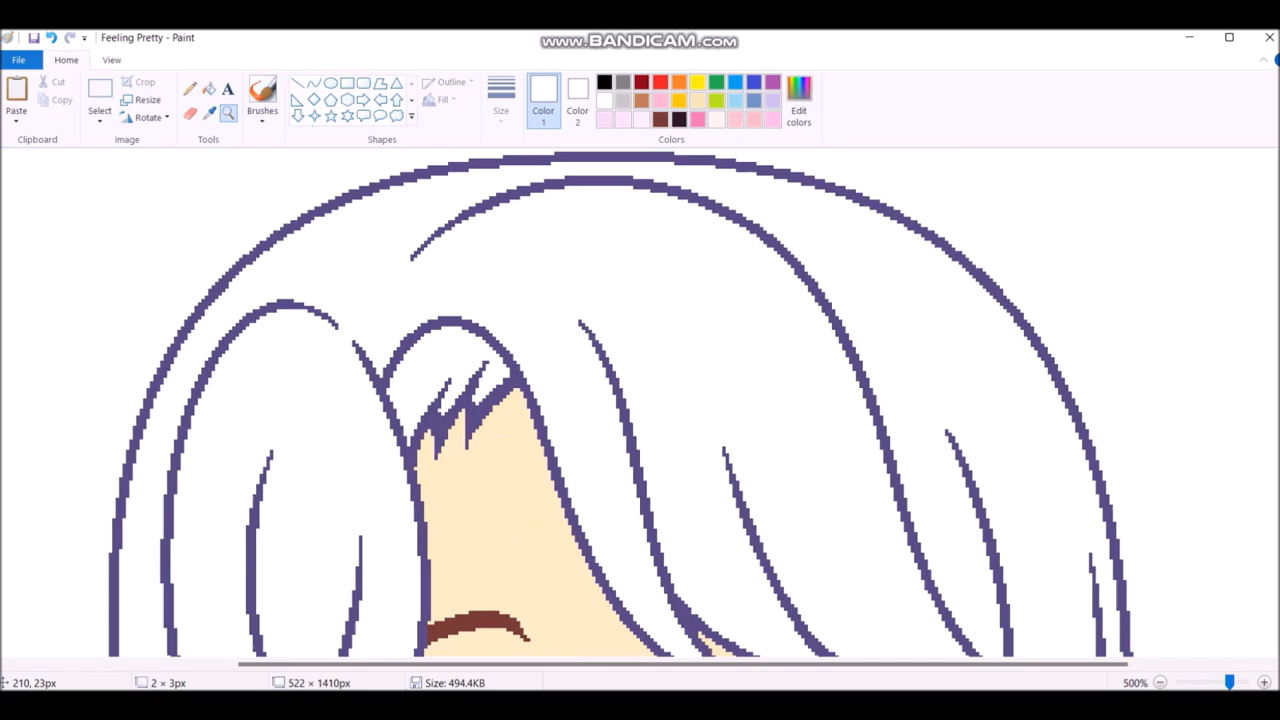 www.BANDICAM.com
Feeling Pretty - Paint
File Home View
Paste
Cut
Copy
Clipboard
Select
Crop
Resize
Rotate
Image
A
Tools
Brushes
Outline
Fill
Shapes
Size
Color 1
Color 2
Edit colors
Colors
210, 23px
2 × 3px
522 × 1410px
Size: 494.4KB
500%